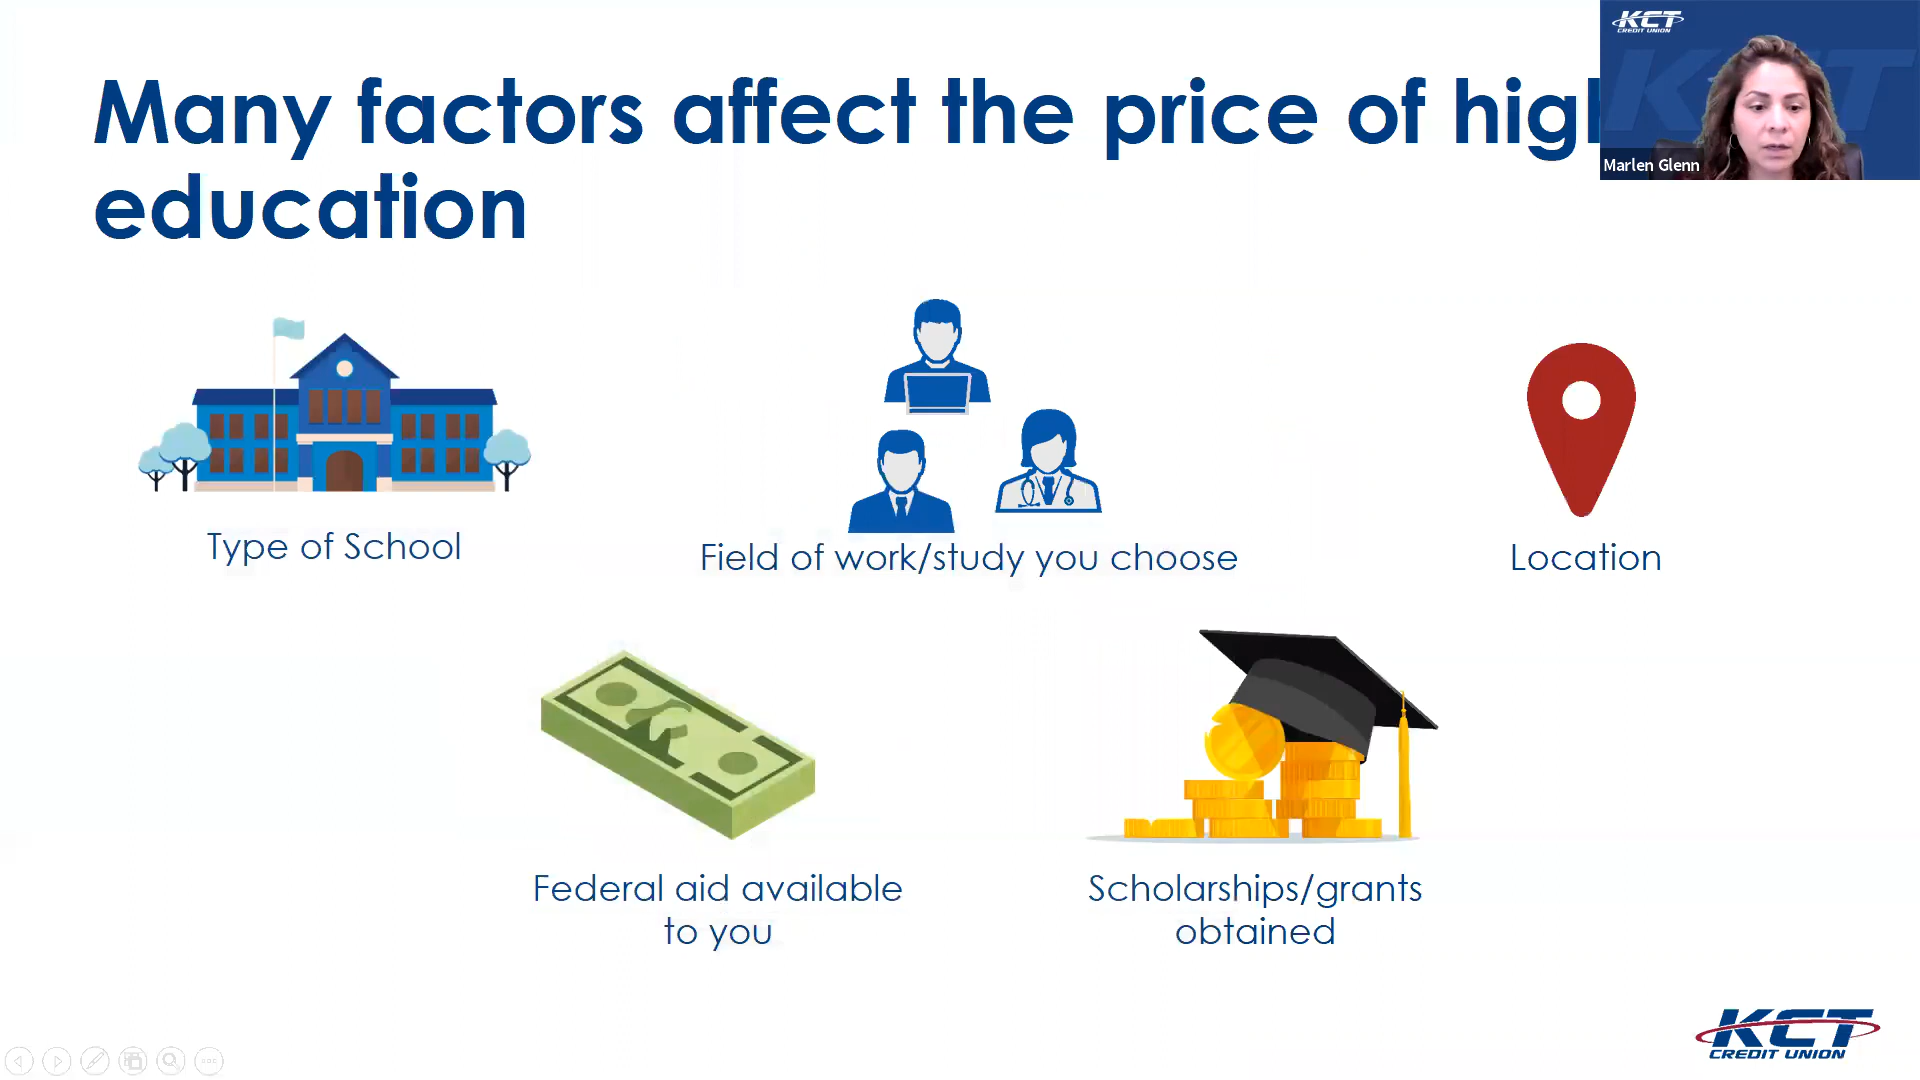 Many factors affect the price of
education
KCT
CREDIT UNION
Marlen Glenn
Type of School
Field of work/study you choose
Location
Federal aid available
to you
Scholarships/grants
obtained
KCT
CREDIT UNION